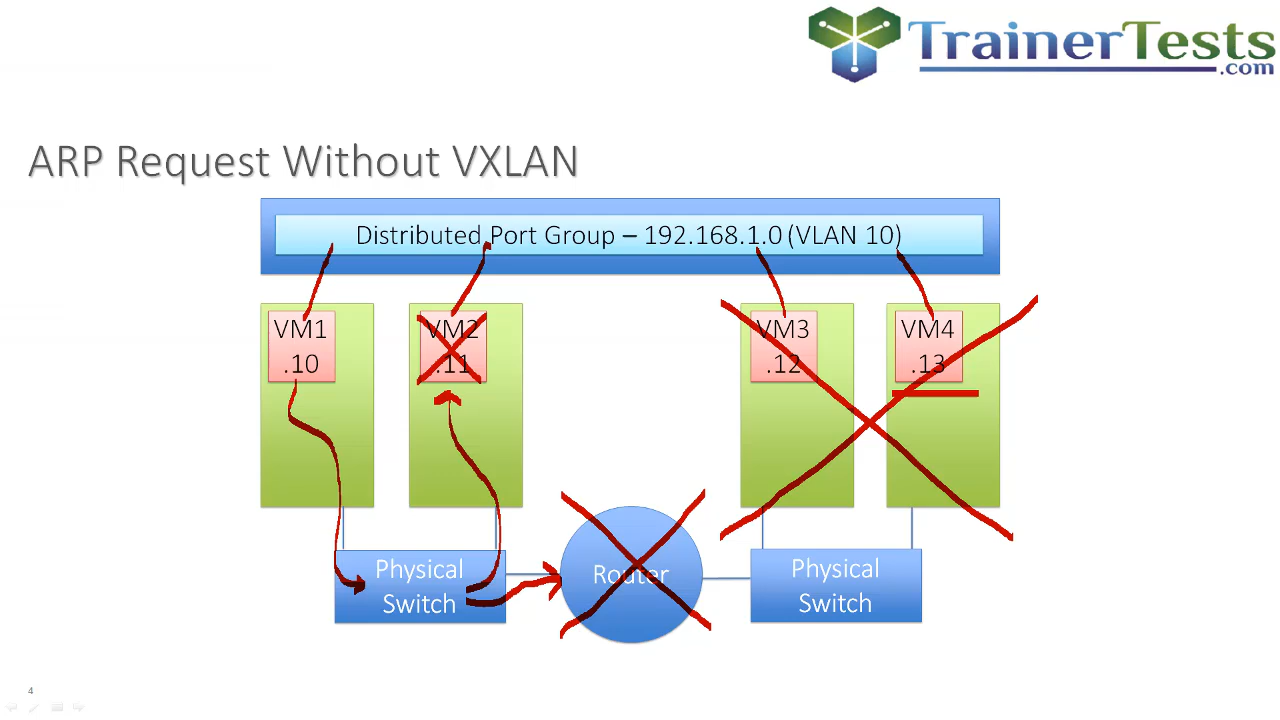 TrainerTests
.com
ARP Request Without VXLAN
Distributed Port Group – 192.168.1.0 (VLAN 10)
VM1
.10
VM2
.11
VM3
.12
VM4
.13
Physical
Switch
Router
Physical
Switch
4